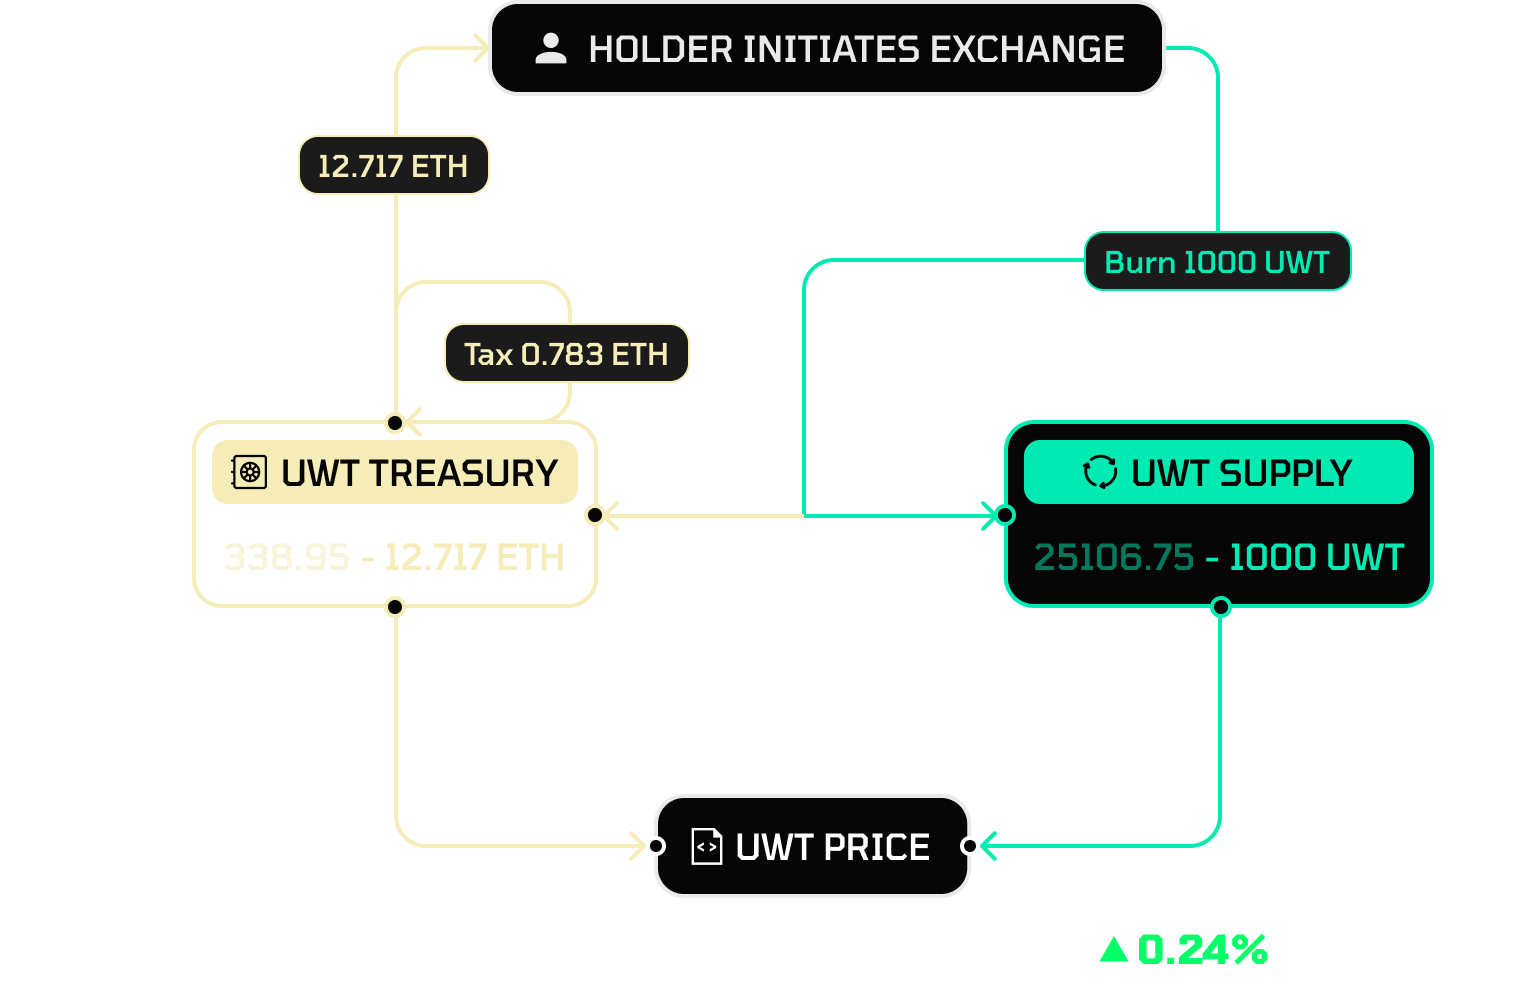 HOLDER INITIATES EXCHANGE
12.717 ETH
Burn 1000 UWT
Tax 0.783 ETH
UWT TREASURY
338.95 - 12.717 ETH
UWT SUPPLY
25106.75 - 1000 UWT
UWT PRICE
▲ 0.24%